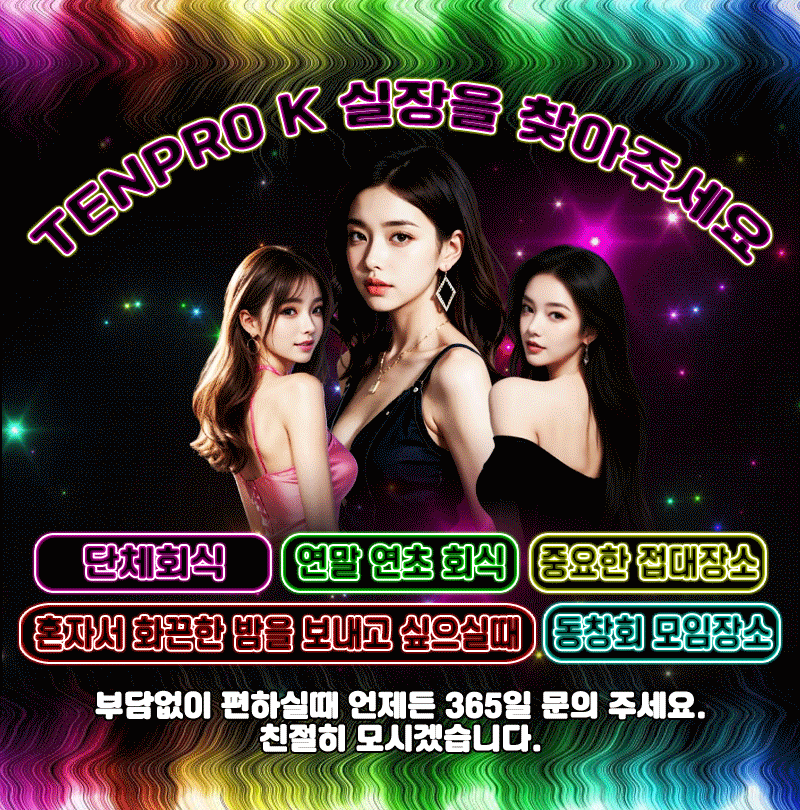 TENPRO K 실장을 찾아주세요
단체회식
연말 연초 회식
중요한 접대장소
혼자서 화끈한 밤을 보내고 싶으실때
동창회 모임장소
부담없이 편하실때 언제든 365일 문의 주세요.
친절히 모시겠습니다.